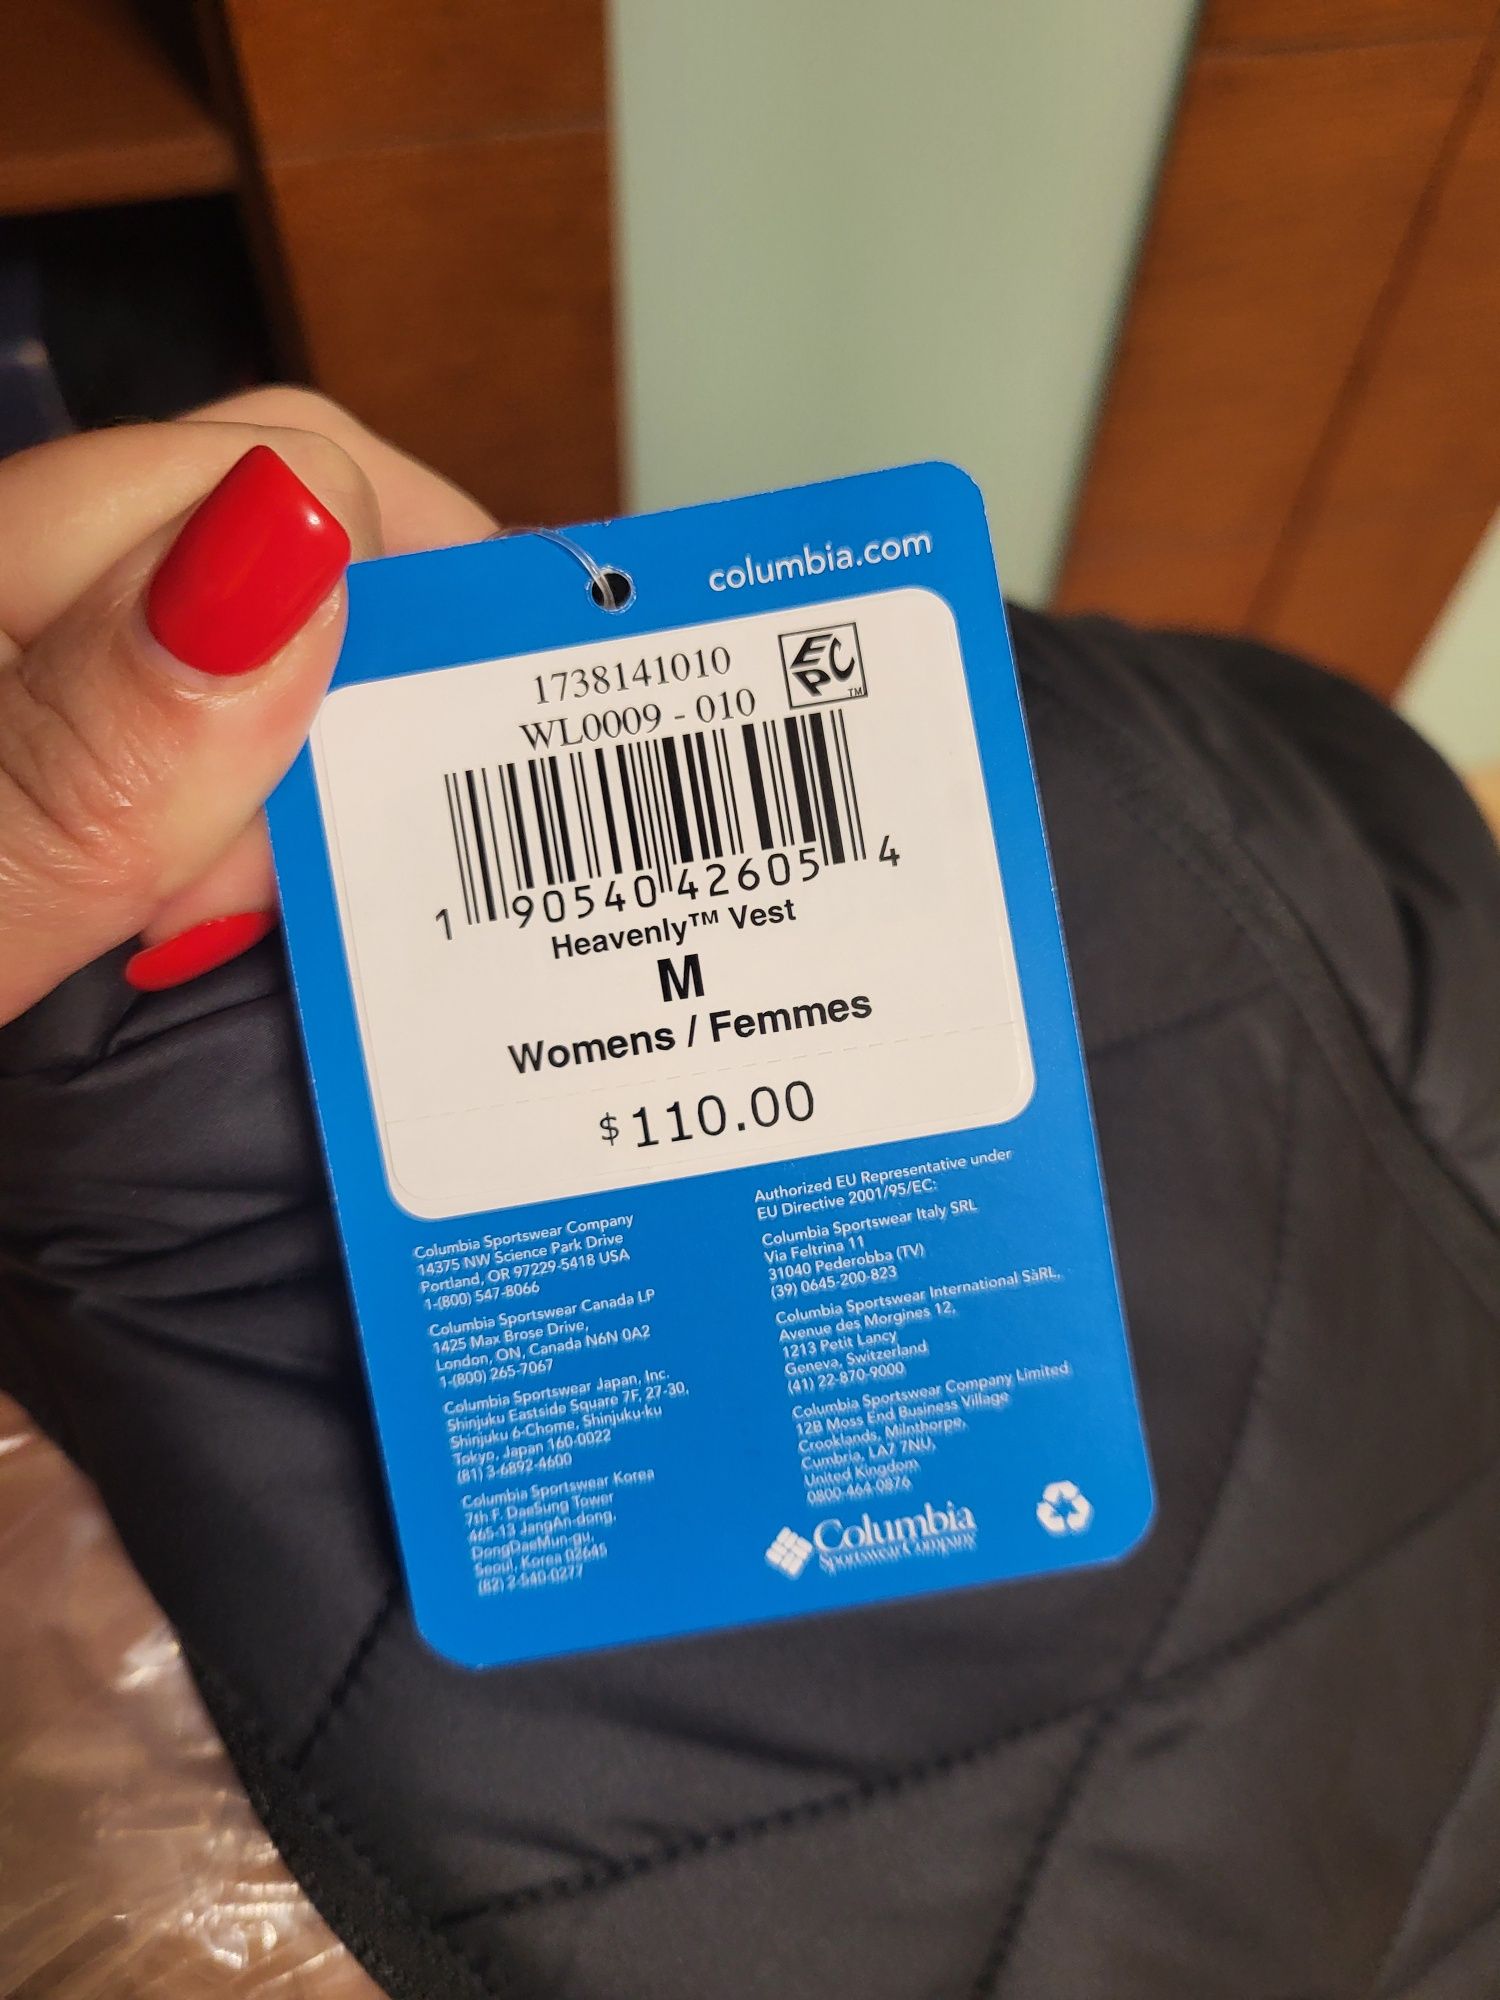 columbia.com
1738141010
EPC
TM
WL0009 - 010
1 90540 42605 4
Heavenly™ Vest
M
Womens / Femmes
$110.00
Columbia Sportswear Company
14375 NW Science Park Drive
Portland, OR 97229-5418 USA
1-(800) 547-8066
Columbia Sportswear Canada LP
1425 Max Brose Drive,
London, ON, Canada N6N 0A2
1-(800) 265-7067
Columbia Sportswear Japan, Inc.
Shinjuku Eastside Square 7F, 27-30,
Shinjuku 6-Chome, Shinjuku-ku
Tokyo, Japan 160-0022
(81) 3-6892-4600
Columbia Sportswear Korea
7th F. DaeSung Tower
465-13 JangAn-dong,
DongDaeMun-gu,
Seoul, Korea 02645
(82) 2-540-0277
Authorized EU Representative under
EU Directive 2001/95/EC:
Columbia Sportswear Italy SRL
Via Feltrina 11
31040 Pederobba (TV)
(39) 0645-200-823
Columbia Sportswear International SàRL,
Avenue des Morgines 12,
1213 Petit Lancy
Geneva, Switzerland
(41) 22-870-9000
Columbia Sportswear Company Limited
12B Moss End Business Village
Crooklands, Milnthorpe,
Cumbria, LA7 7NU,
United Kingdom
0800-464-0876
Columbia
Sportswear Company